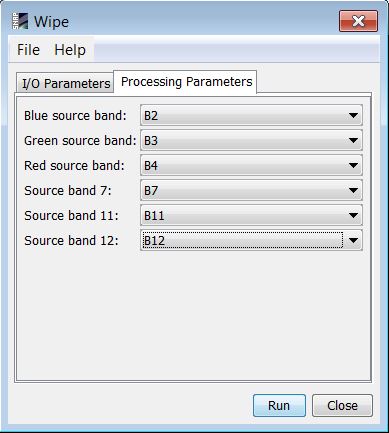 Wipe
File Help
I/O Parameters Processing Parameters
Blue source band: B2
Green source band: B3
Red source band: B4
Source band 7: B7
Source band 11: B11
Source band 12: B12
Run Close